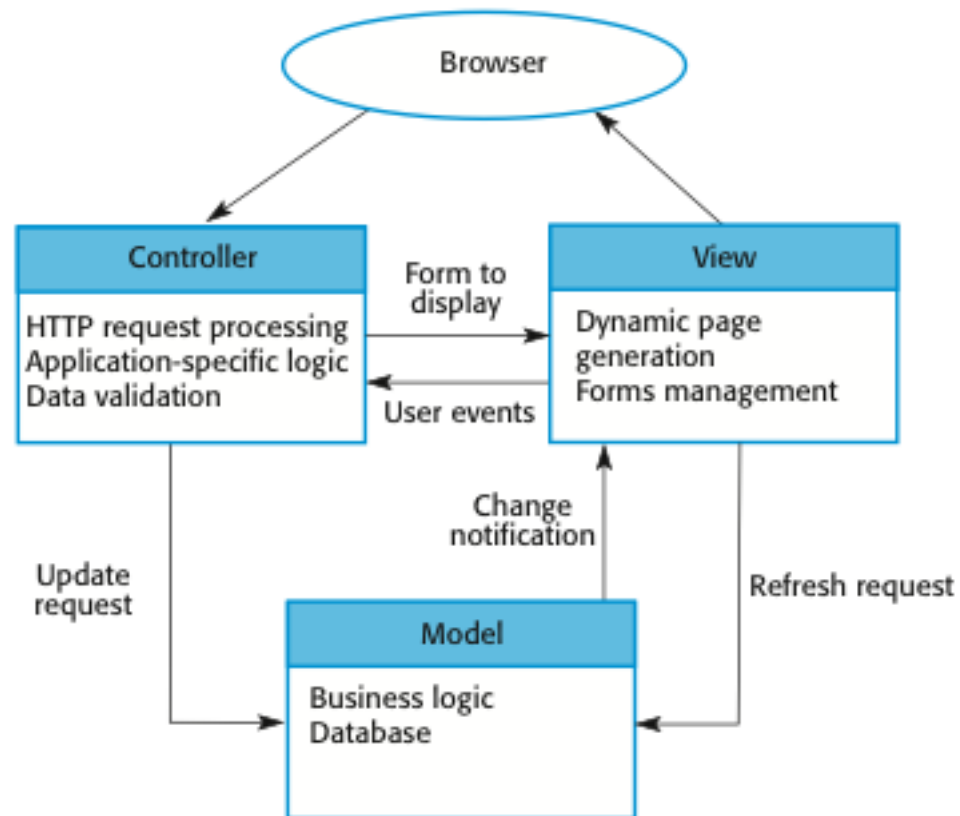 Browser
Controller
HTTP request processing
Application-specific logic
Data validation
Form to
display
User events
View
Dynamic page
generation
Forms management
Update
request
Change
notification
Refresh request
Model
Business logic
Database